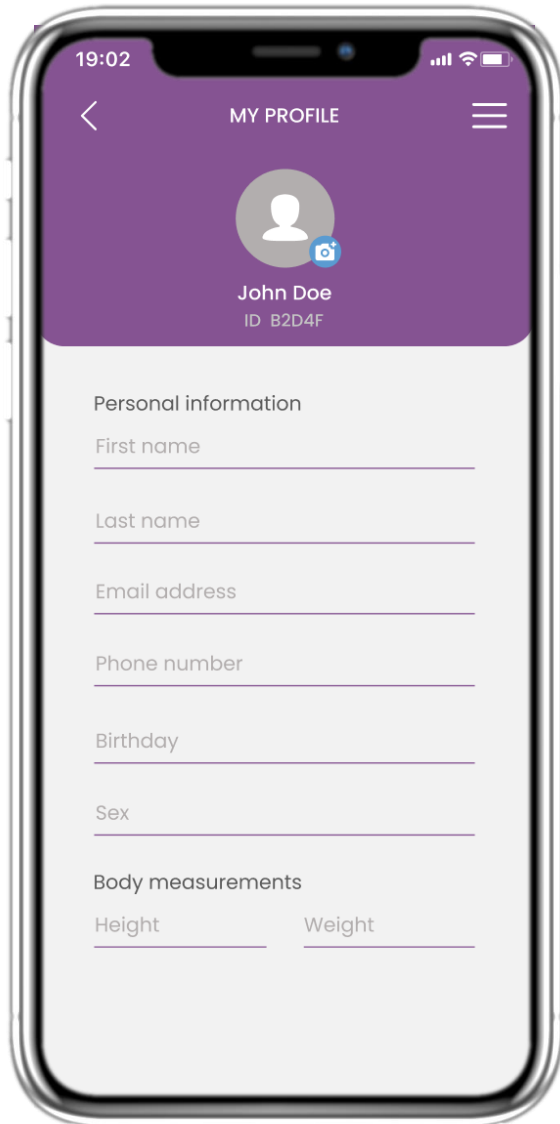 19:02
MY PROFILE
John Doe
ID B2D4F
Personal information
First name
Last name
Email address
Phone number
Birthday
Sex
Body measurements
Height Weight